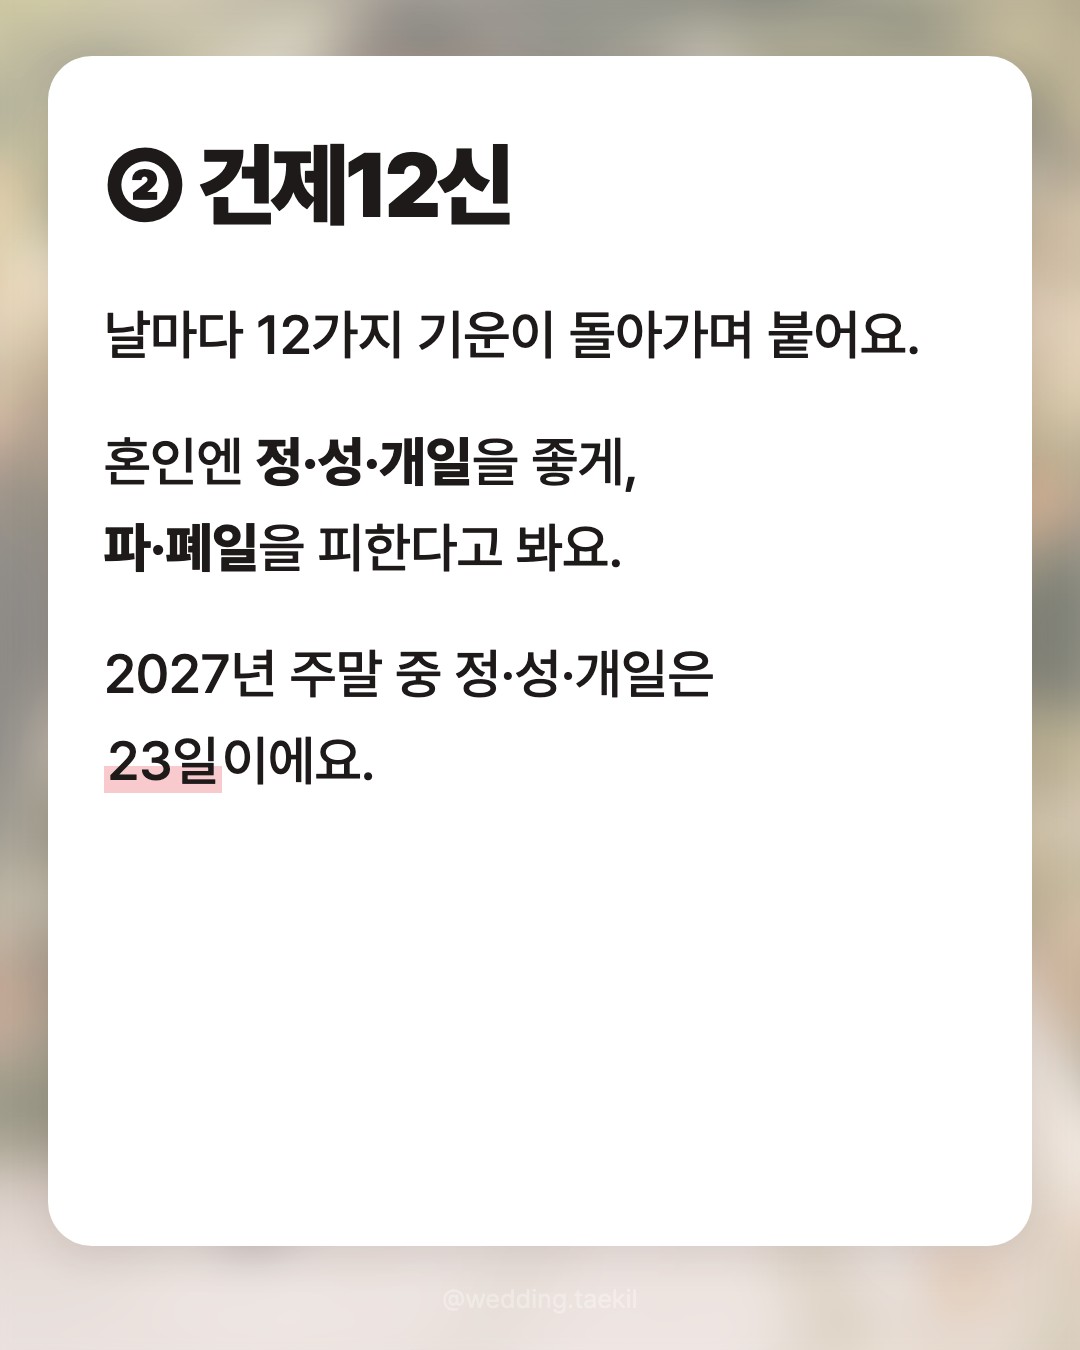 ❷ 건제12신
날마다 12가지 기운이 돌아가며 붙어요.
혼인엔 정·성·개일을 좋게,
파·폐일을 피한다고 봐요.
2027년 주말 중 정·성·개일은
23일이에요.
@wedding.taekil